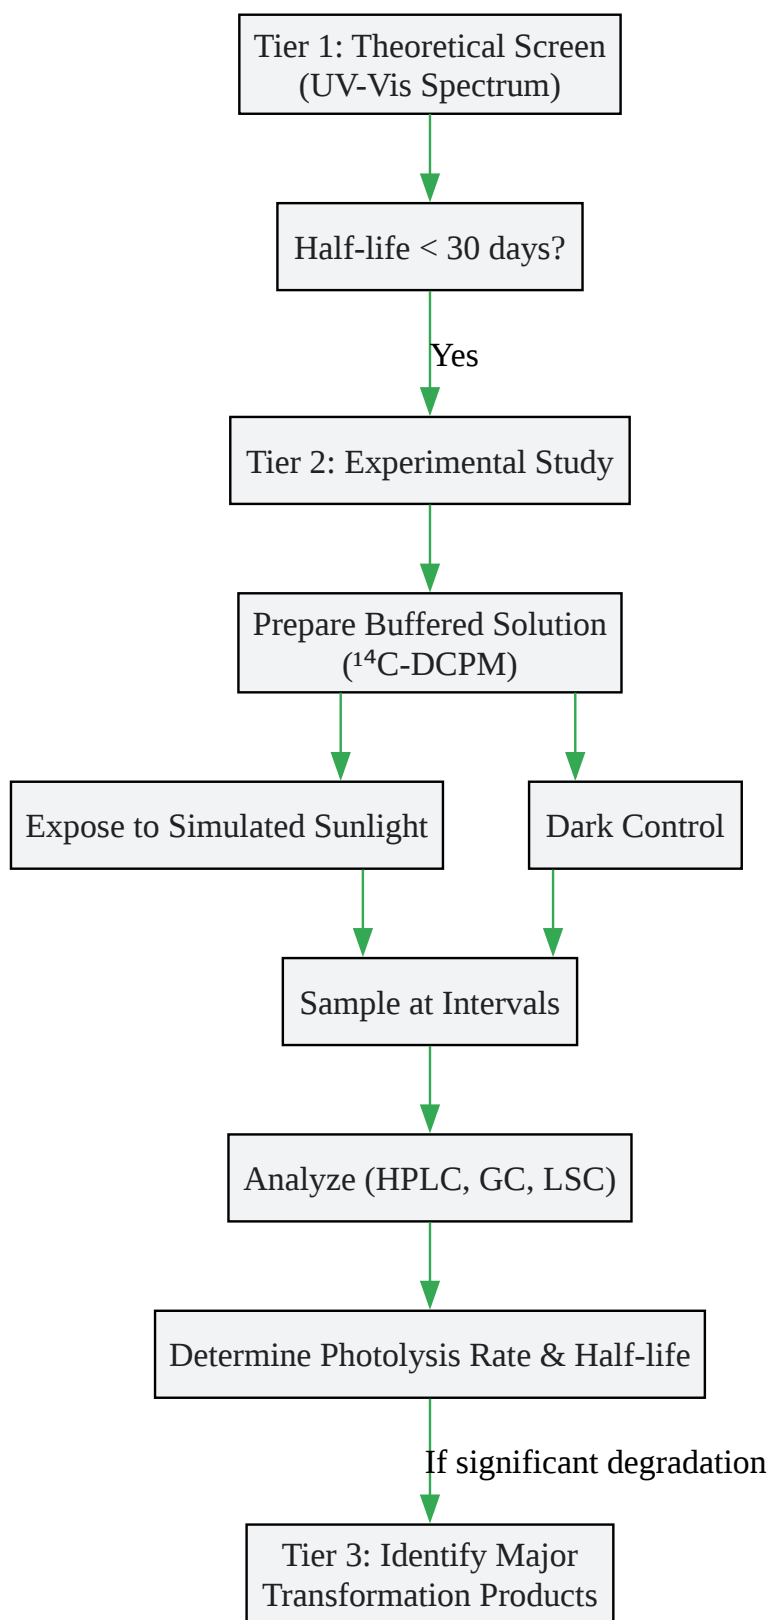 Tier 1: Theoretical Screen
(UV-Vis Spectrum)
Half-life < 30 days?
Yes
Tier 2: Experimental Study
Prepare Buffered Solution
(¹⁴C-DCPM)
Expose to Simulated Sunlight
Dark Control
Sample at Intervals
Analyze (HPLC, GC, LSC)
Determine Photolysis Rate & Half-life
If significant degradation
Tier 3: Identify Major
Transformation Products